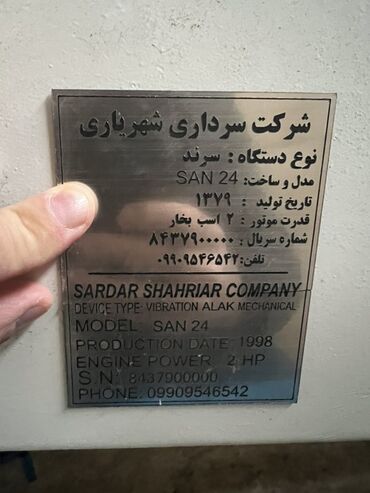 شرکت سرداری شهریاری
نوع دستگاه : سرند
مدل و ساخت: SAN 24
تاریخ تولید : ۱۳۷۹
قدرت موتور : ۲ اسب بخار
شماره سریال : ۸۴۳۷۹۰۰۰۰۰
تلفن: ۰۹۹۰۹۵۴۶۵۴۲
SARDAR SHAHRIAR COMPANY
DEVICE TYPE: VIBRATION ALAK MECHANICAL
MODEL: SAN 24
PRODUCTION DATE: 1998
ENGINE POWER: 2 HP
S.N: 8437900000
PHONE: 09909546542